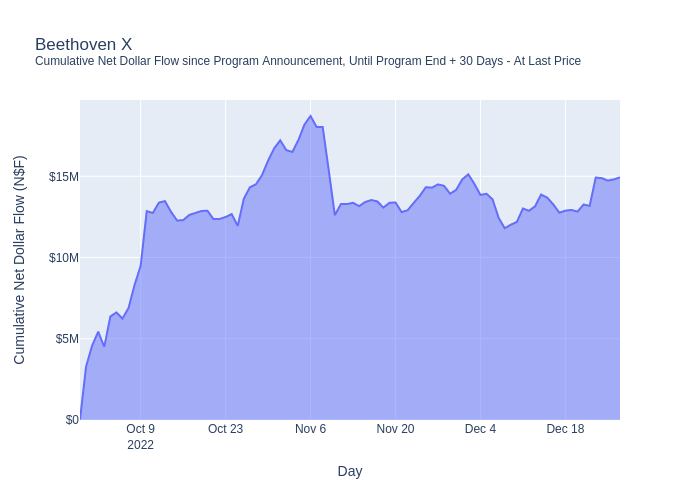 Beethoven X
Cumulative Net Dollar Flow since Program Announcement, Until Program End + 30 Days - At Last Price
Cumulative Net Dollar Flow (N$F)
$15M
$10M
$5M
$0
Oct 9
2022
Oct 23
Nov 6
Nov 20
Dec 4
Dec 18
Day